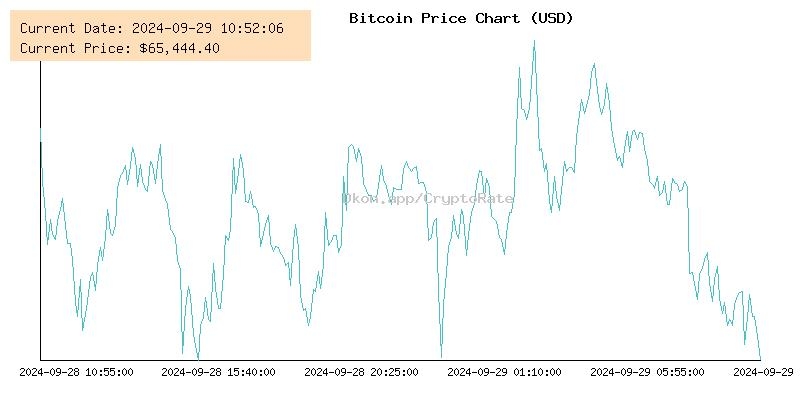 Bitcoin Price Chart (USD)
Current Date: 2024-09-29 10:52:06
Current Price: $65,444.40
Ukon.app/CryptoRate
2024-09-28 10:55:00 2024-09-28 15:40:00 2024-09-28 20:25:00 2024-09-29 01:10:00 2024-09-29 05:55:00 2024-09-29